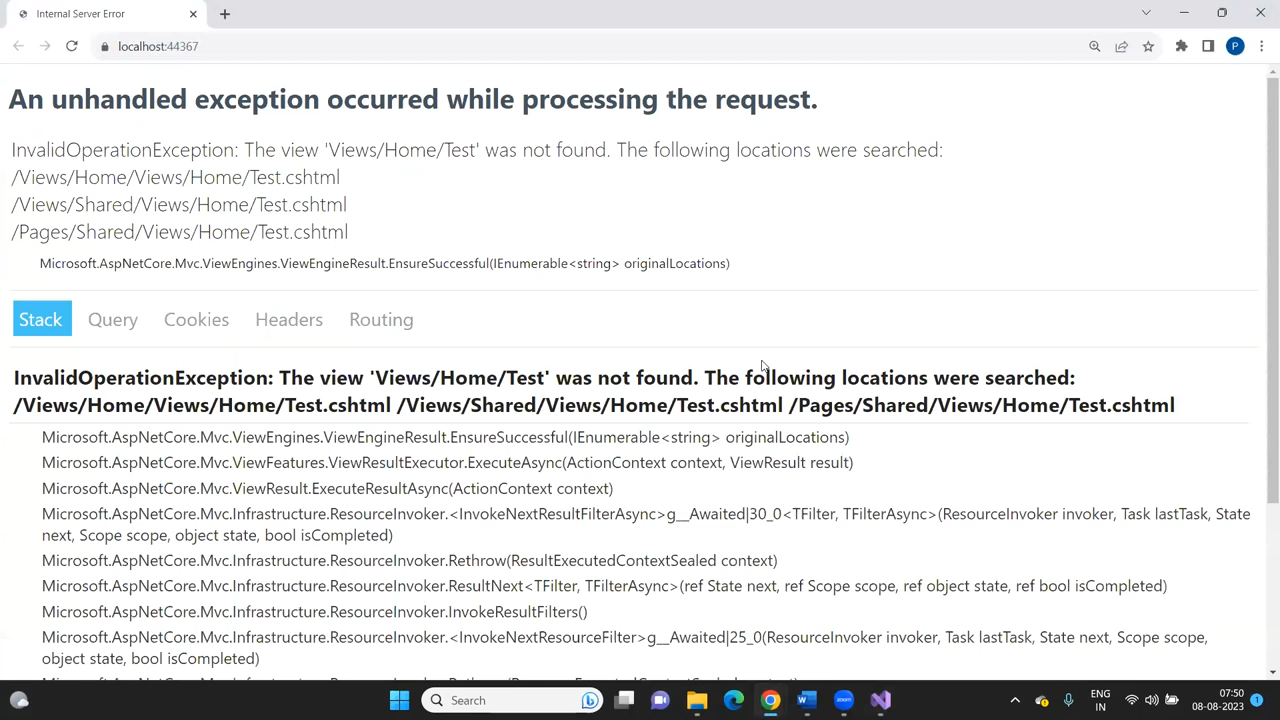 Internal Server Error
localhost:44367
P
An unhandled exception occurred while processing the request.
InvalidOperationException: The view 'Views/Home/Test' was not found. The following locations were searched:
/Views/Home/Views/Home/Test.cshtml
/Views/Shared/Views/Home/Test.cshtml
/Pages/Shared/Views/Home/Test.cshtml
Microsoft.AspNetCore.Mvc.ViewEngines.ViewEngineResult.EnsureSuccessful(IEnumerable<string> originalLocations)
Stack Query Cookies Headers Routing
InvalidOperationException: The view 'Views/Home/Test' was not found. The following locations were searched:
/Views/Home/Views/Home/Test.cshtml /Views/Shared/Views/Home/Test.cshtml /Pages/Shared/Views/Home/Test.cshtml
Microsoft.AspNetCore.Mvc.ViewEngines.ViewEngineResult.EnsureSuccessful(IEnumerable<string> originalLocations)
Microsoft.AspNetCore.Mvc.ViewFeatures.ViewResultExecutor.ExecuteAsync(ActionContext context, ViewResult result)
Microsoft.AspNetCore.Mvc.ViewResult.ExecuteResultAsync(ActionContext context)
Microsoft.AspNetCore.Mvc.Infrastructure.ResourceInvoker.<InvokeNextResultFilterAsync>g__Awaited|30_0<TFilter, TFilterAsync>(ResourceInvoker invoker, Task lastTask, State
next, Scope scope, object state, bool isCompleted)
Microsoft.AspNetCore.Mvc.Infrastructure.ResourceInvoker.Rethrow(ResultExecutedContextSealed context)
Microsoft.AspNetCore.Mvc.Infrastructure.ResourceInvoker.ResultNext<TFilter, TFilterAsync>(ref State next, ref Scope scope, ref object state, ref bool isCompleted)
Microsoft.AspNetCore.Mvc.Infrastructure.ResourceInvoker.InvokeResultFilters()
Microsoft.AspNetCore.Mvc.Infrastructure.ResourceInvoker.<InvokeNextResourceFilter>g__Awaited|25_0(ResourceInvoker invoker, Task lastTask, State next, Scope scope,
object state, bool isCompleted)
Search
zoom
ENG
IN
07:50
08-08-2023
1